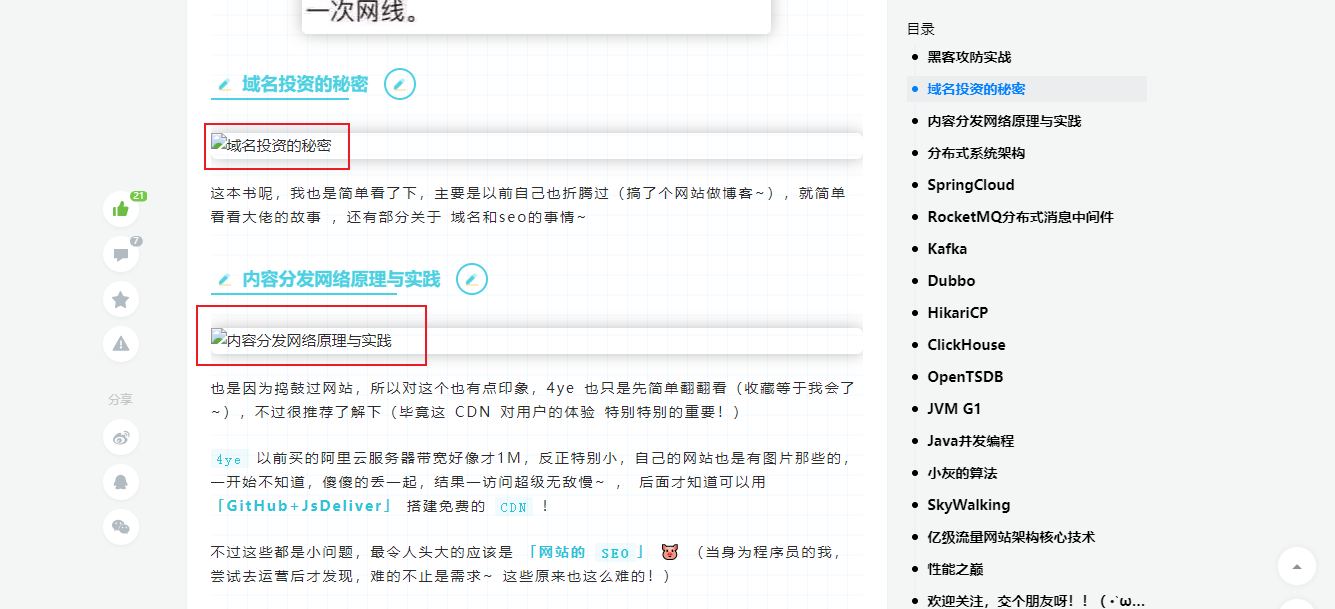 一次网线。
域名投资的秘密
域名投资的秘密
这本书呢，我也是简单看了下，主要是以前自己也折腾过（搞了个网站做博客~），就简单
看看大佬的故事 ，还有部分关于 域名和seo的事情~
内容分发网络原理与实践
内容分发网络原理与实践
也是因为捣鼓过网站，所以对这个也有点印象，4ye 也只是先简单翻翻看（收藏等于我会了
~），不过很推荐了解下（毕竟这 CDN 对用户的体验 特别特别的重要！）
4ye 以前买的阿里云服务器带宽好像才1M，反正特别小，自己的网站也是有图片那些的，
一开始不知道，傻傻的丢一起，结果一访问超级无敌慢~ ， 后面才知道可以用
「GitHub+JsDeliver」 搭建免费的 CDN ！
不过这些都是小问题，最令人头大的应该是 「网站的 SEO 」 🐷 （当身为程序员的我，
尝试去运营后才发现，难的不止是需求~ 这些原来也这么难的！）
21
7
分享
目录
黑客攻防实战
域名投资的秘密
内容分发网络原理与实践
分布式系统架构
SpringCloud
RocketMQ分布式消息中间件
Kafka
Dubbo
HikariCP
ClickHouse
OpenTSDB
JVM G1
Java并发编程
小灰的算法
SkyWalking
亿级流量网站架构核心技术
性能之巅
欢迎关注，交个朋友呀！！（･`ω...